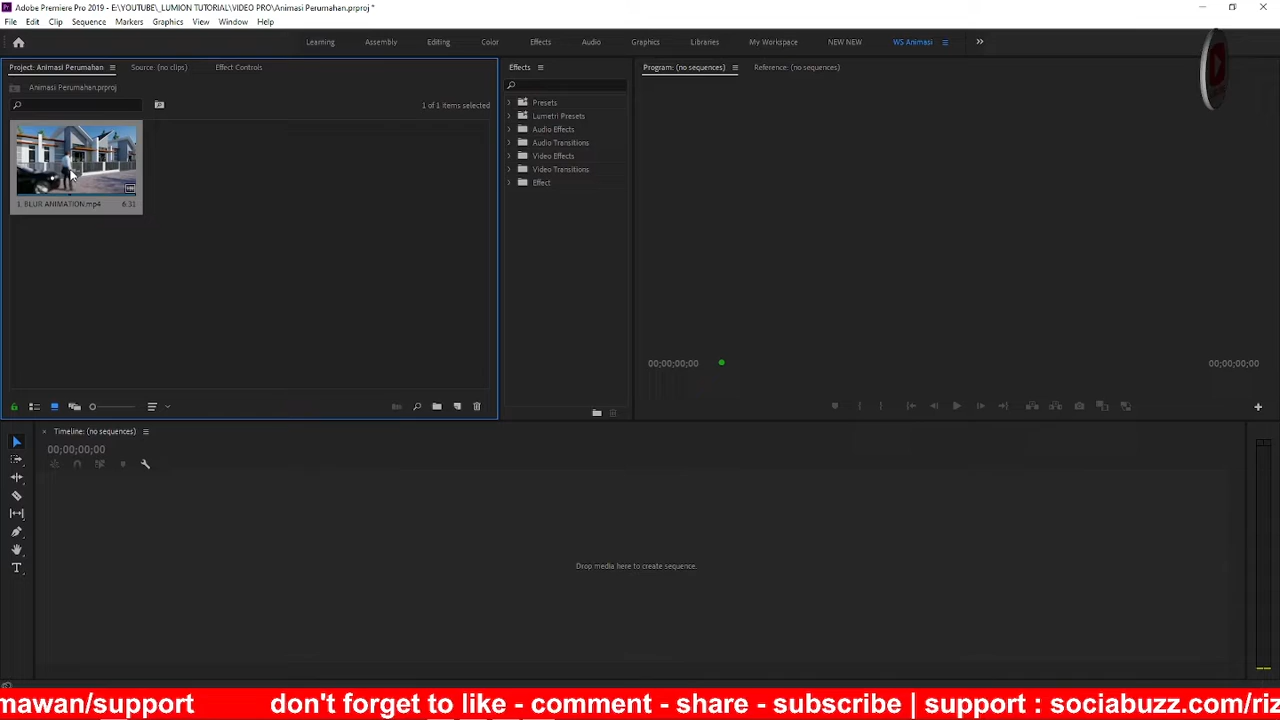 Adobe Premiere Pro 2019 - E:\YOUTUBE\_LUMION TUTORIAL\VIDEO PRO\Animasi Perumahan.prproj *
File Edit Clip Sequence Markers Graphics View Window Help
Learning Assembly Editing Color Effects Audio Graphics Libraries My Workspace NEW NEW WS Animasi
Project: Animasi Perumahan Source: (no clips) Effect Controls
Animasi Perumahan.prproj
1 of 1 items selected
1. BLUR ANIMATION.mp4 6:31
Effects
Presets
Lumetri Presets
Audio Effects
Audio Transitions
Video Effects
Video Transitions
Effect
Program: (no sequences) Reference: (no sequences)
00;00;00;00 00;00;00;00
Timeline: (no sequences)
00;00;00;00
Drop media here to create sequence.
mawan/support don't forget to like - comment - share - subscribe | support : sociabuzz.com/riz